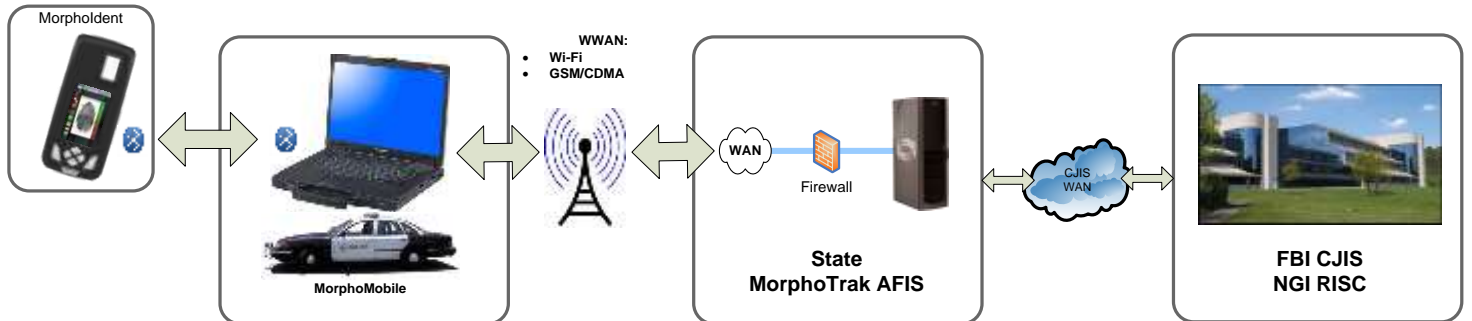 MorphoIdent
MorphoMobile
WWAN:
• Wi-Fi
• GSM/CDMA
WAN
Firewall
State
MorphoTrak AFIS
CJIS
WAN
FBI CJIS
NGI RISC